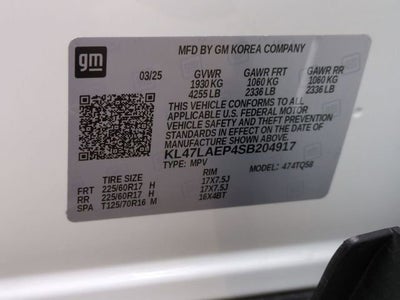 gm
MFD BY GM KOREA COMPANY
03/25 GVWR GAWR FRT GAWR RR
1930 KG 1060 KG 1060 KG
4255 LB 2336 LB 2336 LB
THIS VEHICLE CONFORMS TO ALL
APPLICABLE U.S. FEDERAL MOTOR
VEHICLE SAFETY AND THEFT PREVENTION
STANDARDS IN EFFECT ON THE DATE OF
MANUFACTURE SHOWN ABOVE.
KL47LAEP4SB204917
TYPE: MPV MODEL: 4T4TQ58
TIRE SIZE RIM
FRT 225/60R17 H 17X7.5J
RR 225/60R17 H 17X7.5J
SPA T125/70R16 M 16X4BT